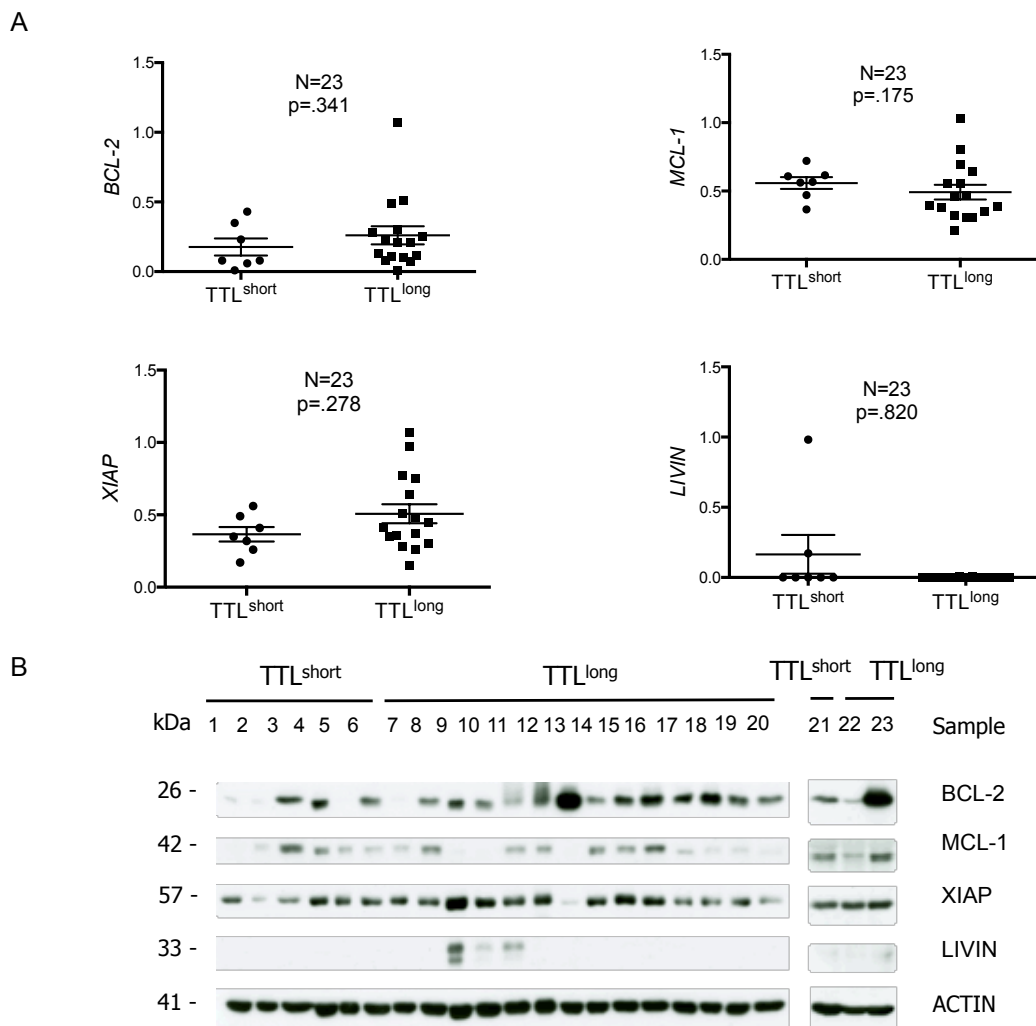 A
1.5
1.0
0.5
0.0
BCL-2
N=23
p=.341
TTLshort
TTLlong
1.5
1.0
0.5
0.0
MCL-1
N=23
p=.175
TTLshort
TTLlong
1.5
1.0
0.5
0.0
XIAP
N=23
p=.278
TTLshort
TTLlong
1.5
1.0
0.5
0.0
LIVIN
N=23
p=.820
TTLshort
TTLlong
B
TTLshort TTLlong TTLshort TTLlong
kDa 1 2 3 4 5 6 7 8 9 10 11 12 13 14 15 16 17 18 19 20 21 22 23 Sample
26 - BCL-2
42 - MCL-1
57 - XIAP
33 - LIVIN
41 - ACTIN